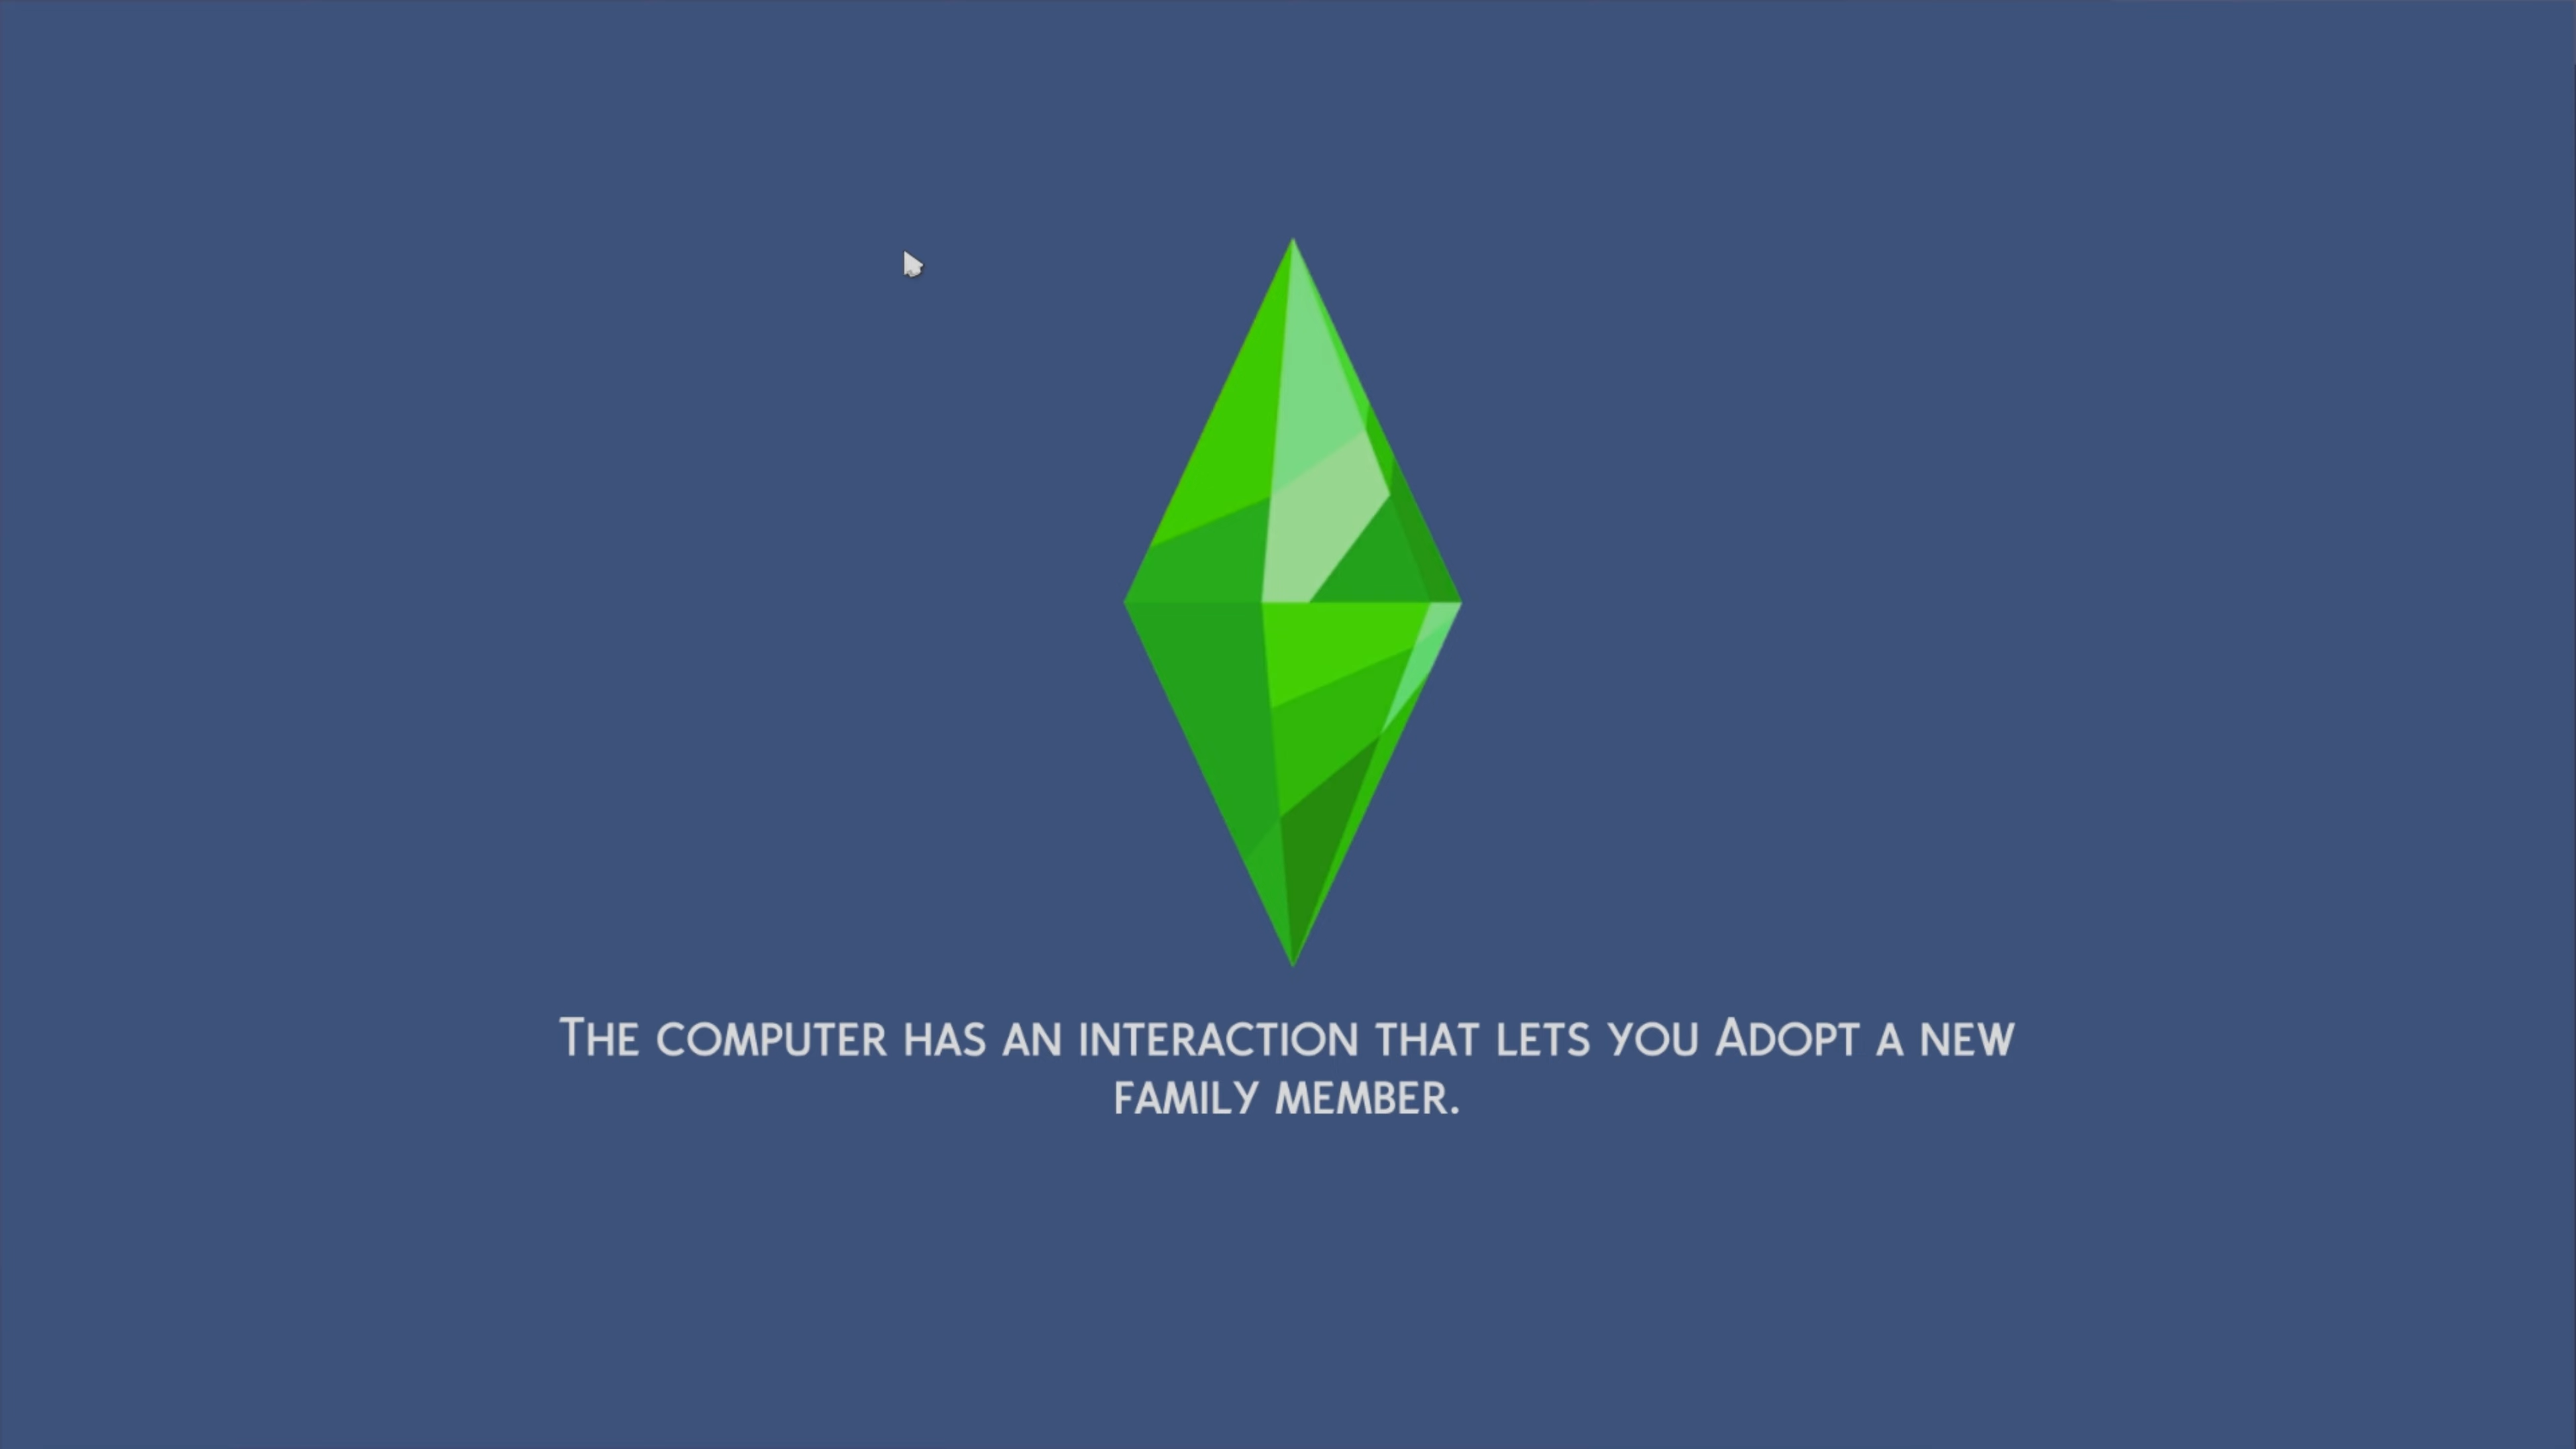 The computer has an interaction that lets you Adopt a new
family member.